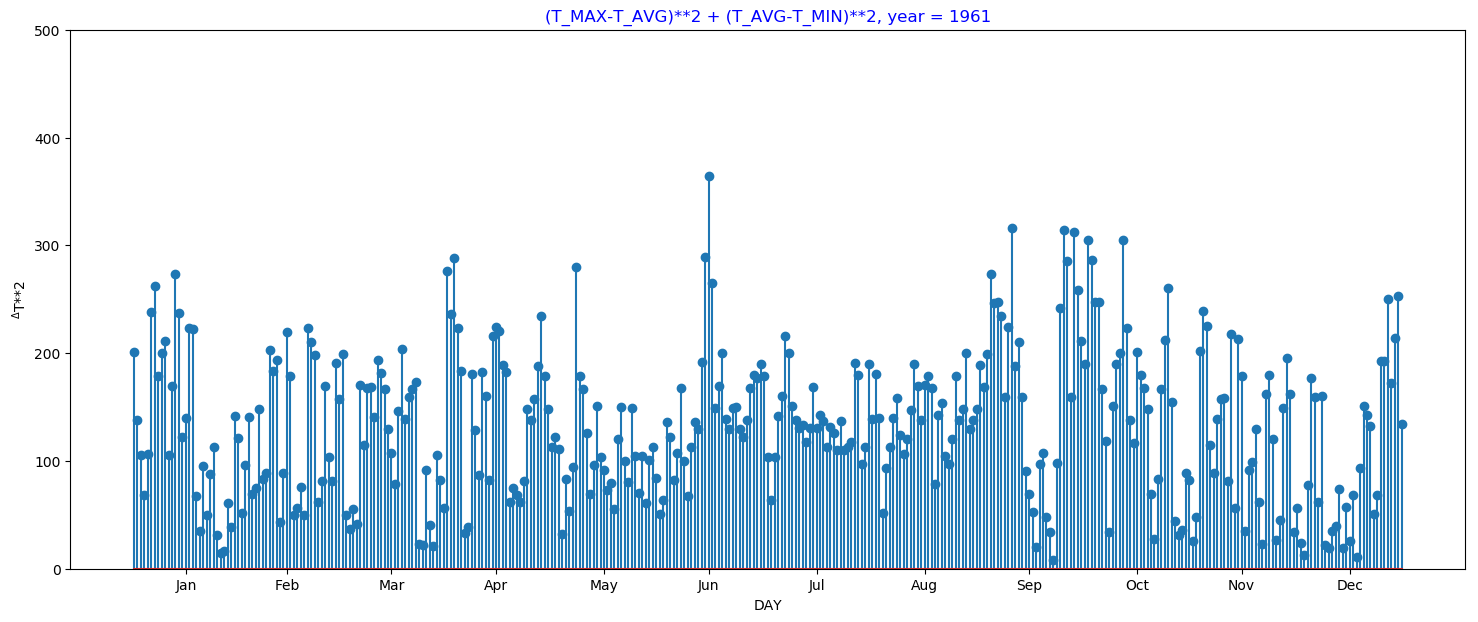 (T_MAX-T_AVG)**2 + (T_AVG-T_MIN)**2, year = 1961
500
400
300
200
100
0
ΔT**2
Jan Feb Mar Apr May Jun Jul Aug Sep Oct Nov Dec
DAY